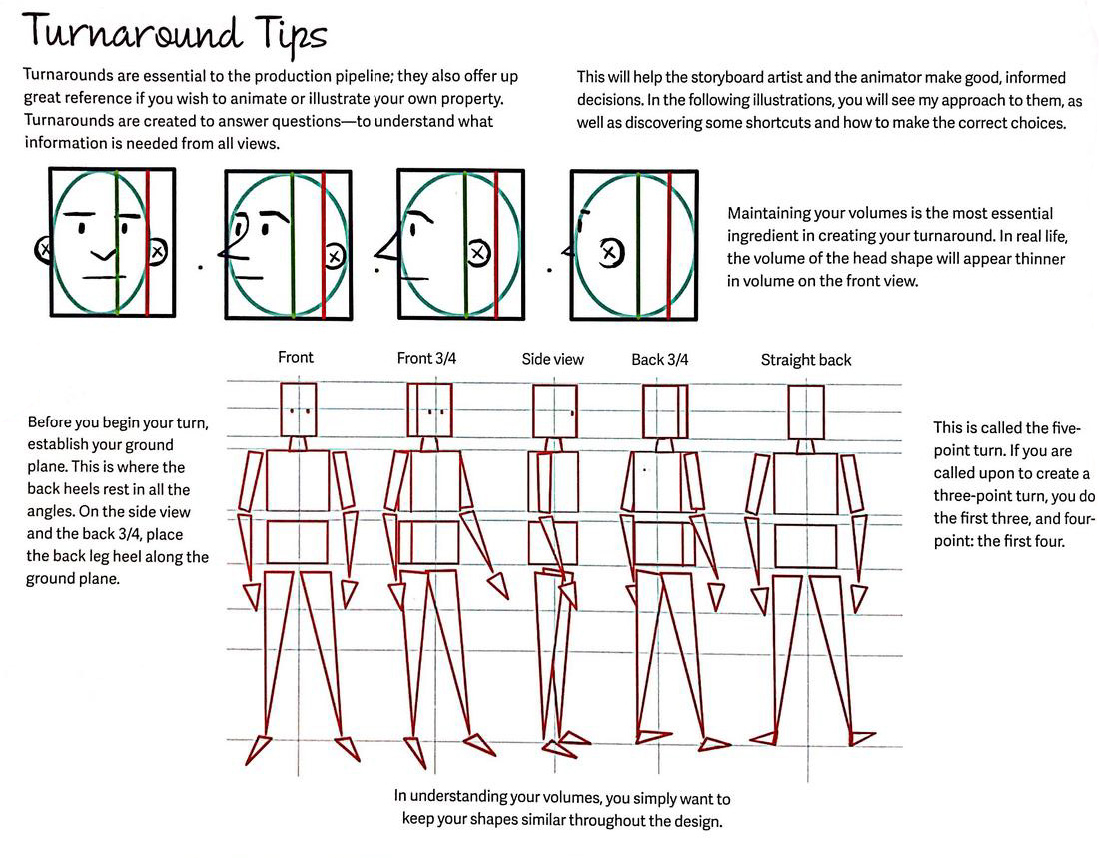 Turnaround Tips
Turnarounds are essential to the production pipeline; they also offer up
great reference if you wish to animate or illustrate your own property.
Turnarounds are created to answer questions—to understand what
information is needed from all views.
This will help the storyboard artist and the animator make good, informed
decisions. In the following illustrations, you will see my approach to them, as
well as discovering some shortcuts and how to make the correct choices.
Maintaining your volumes is the most essential
ingredient in creating your turnaround. In real life,
the volume of the head shape will appear thinner
in volume on the front view.
Front
Front 3/4
Side view
Back 3/4
Straight back
Before you begin your turn,
establish your ground
plane. This is where the
back heels rest in all the
angles. On the side view
and the back 3/4, place
the back leg heel along the
ground plane.
This is called the five-
point turn. If you are
called upon to create a
three-point turn, you do
the first three, and four-
point: the first four.
In understanding your volumes, you simply want to
keep your shapes similar throughout the design.